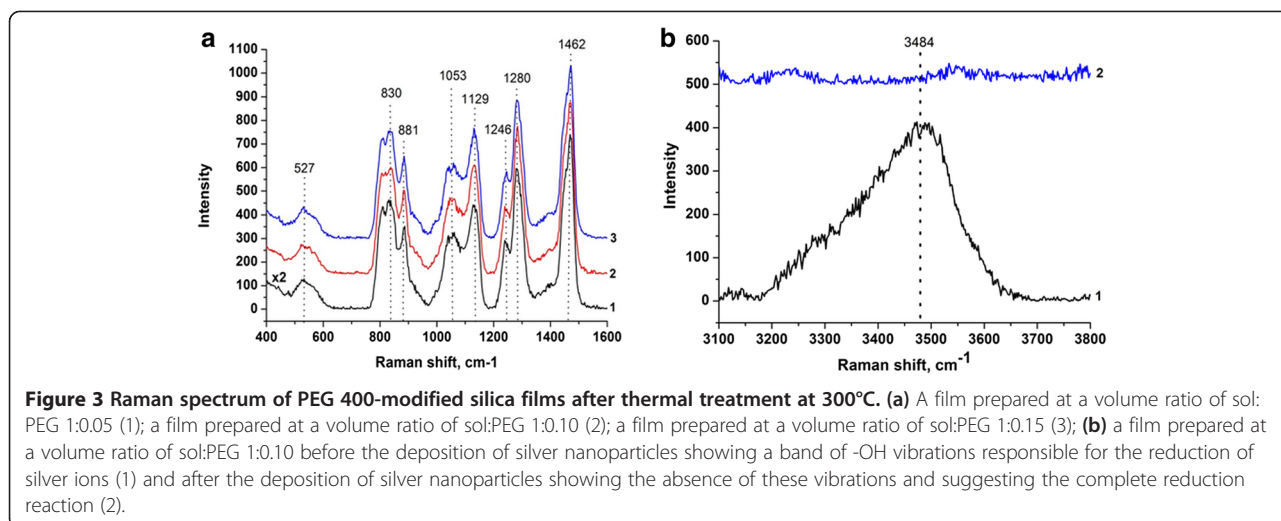 a
1100
1000
900
800
700
600
500
400
300
200
100
0
Intensity
527
830
881
1053
1129
1246
1280
1462
x2
3
2
1
400 600 800 1000 1200 1400 1600
Raman shift, cm-1
b
600
500
400
300
200
100
0
Intensity
3484
2
1
3100 3200 3300 3400 3500 3600 3700 3800
Raman shift, cm-1
Figure 3 Raman spectrum of PEG 400-modified silica films after thermal treatment at 300°C. (a) A film prepared at a volume ratio of sol:
PEG 1:0.05 (1); a film prepared at a volume ratio of sol:PEG 1:0.10 (2); a film prepared at a volume ratio of sol:PEG 1:0.15 (3); (b) a film prepared at
a volume ratio of sol:PEG 1:0.10 before the deposition of silver nanoparticles showing a band of -OH vibrations responsible for the reduction of
silver ions (1) and after the deposition of silver nanoparticles showing the absence of these vibrations and suggesting the complete reduction
reaction (2).